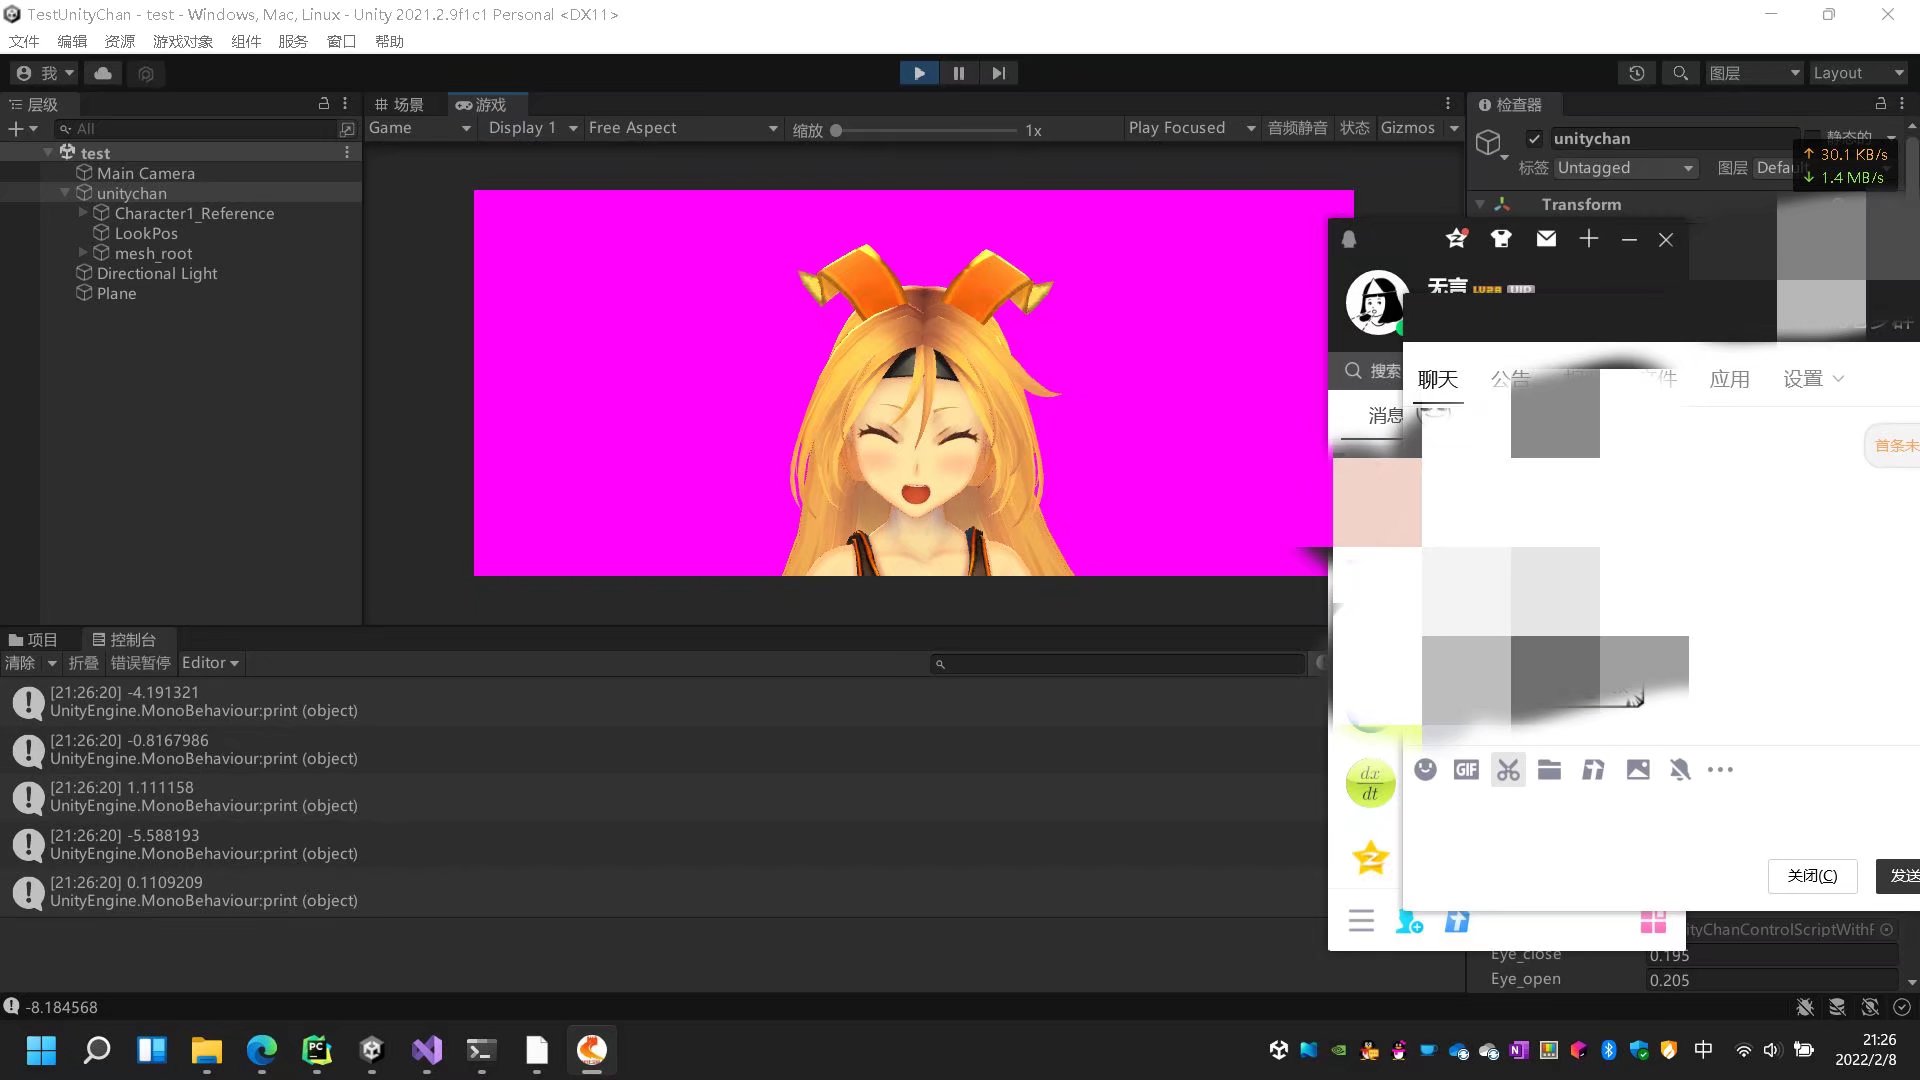 TestUnityChan - test - Windows, Mac, Linux - Unity 2021.2.9f1c1 Personal <DX11>
文件 编辑 资源 游戏对象 组件 服务 窗口 帮助
我 图层 Layout
层级 场景 游戏 检查器
All Game Display 1 Free Aspect 缩放 1x Play Focused 音频静音 状态 Gizmos unitychan 静态的
test
标签 Untagged 图层
↑ 30.1 KB/s
↓ 1.4 MB/s
Main Camera
unitychan
Transform
Character1_Reference
LookPos
mesh_root
Directional Light
Plane
无言
搜索 聊天 公告 应用 设置
消息
首条未
项目 控制台
清除 折叠 错误暂停 Editor
[21:26:20] -4.191321
UnityEngine.MonoBehaviour:print (object)
[21:26:20] -0.8167986
UnityEngine.MonoBehaviour:print (object)
[21:26:20] 1.111158
UnityEngine.MonoBehaviour:print (object)
[21:26:20] -5.588193
UnityEngine.MonoBehaviour:print (object)
[21:26:20] 0.1109209
UnityEngine.MonoBehaviour:print (object)
GIF
dx
dt
关闭(C) 发送
ityChanControlScriptWithF
Eye_close 0.195
Eye_open 0.205
-8.184568
PC
中
21:26
2022/2/8